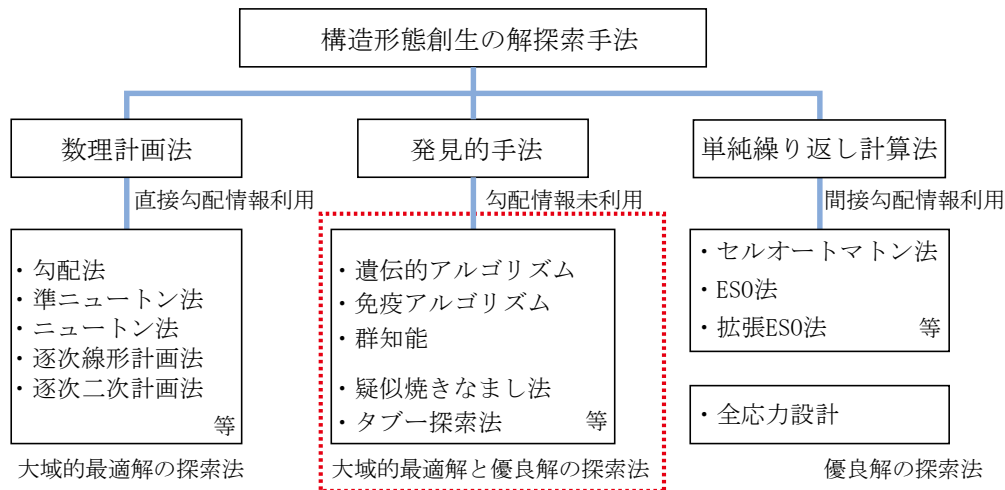 構造形態創生の解探索手法
数理計画法
発見的手法
単純繰り返し計算法
直接勾配情報利用
勾配情報未利用
間接勾配情報利用
・勾配法
・準ニュートン法
・ニュートン法
・逐次線形計画法
・逐次二次計画法
等
大域的最適解の探索法
・遺伝的アルゴリズム
・免疫アルゴリズム
・群知能
・疑似焼きなまし法
・タブー探索法
等
大域的最適解と優良解の探索法
・セルオートマトン法
・ESO法
・拡張ESO法
等
・全応力設計
優良解の探索法